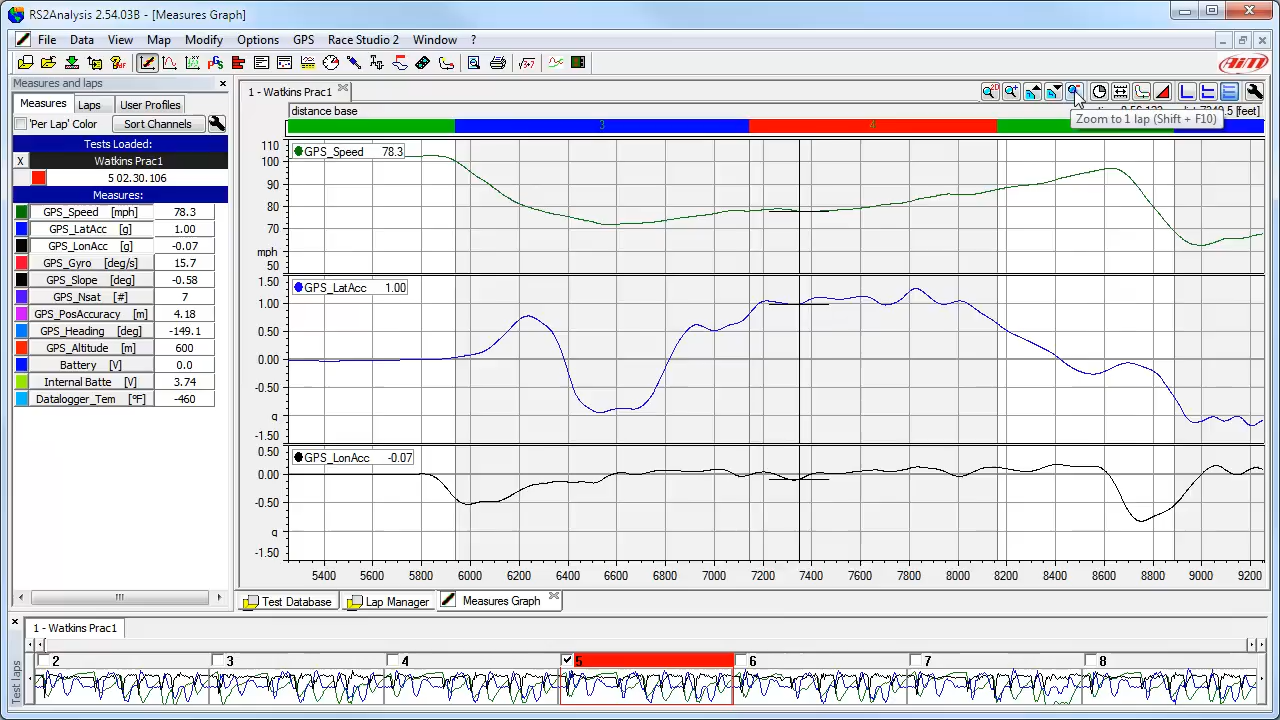 RS2Analysis 2.54.03B - [Measures Graph]
File Data View Map Modify Options GPS Race Studio 2 Window ?
Measures and laps
Measures Laps User Profiles
'Per Lap' Color Sort Channels
Tests Loaded:
X Watkins Prac1
5 02.30.106
Measures:
GPS_Speed [mph] 78.3
GPS_LatAcc [g] 1.00
GPS_LonAcc [g] -0.07
GPS_Gyro [deg/s] 15.7
GPS_Slope [deg] -0.58
GPS_Nsat [#] 7
GPS_PosAccuracy [m] 4.18
GPS_Heading [deg] -149.1
GPS_Altitude [m] 600
Battery [V] 0.0
Internal Batte [V] 3.74
Datalogger_Tem [°F] -460
AiM
1 - Watkins Prac1
distance base
[feet]
Zoom to 1 lap (Shift + F10)
3 4
GPS_Speed 78.3
110
100
90
80
70
mph
50
GPS_LatAcc 1.00
1.50
1.00
0.50
0.00
-0.50
g
-1.50
GPS_LonAcc -0.07
0.50
0.00
-0.50
g
-1.50
5400 5600 5800 6000 6200 6400 6600 6800 7000 7200 7400 7600 7800 8000 8200 8400 8600 8800 9000 9200
Test Database Lap Manager Measures Graph
Test laps
1 - Watkins Prac1
2 3 4 5 6 7 8